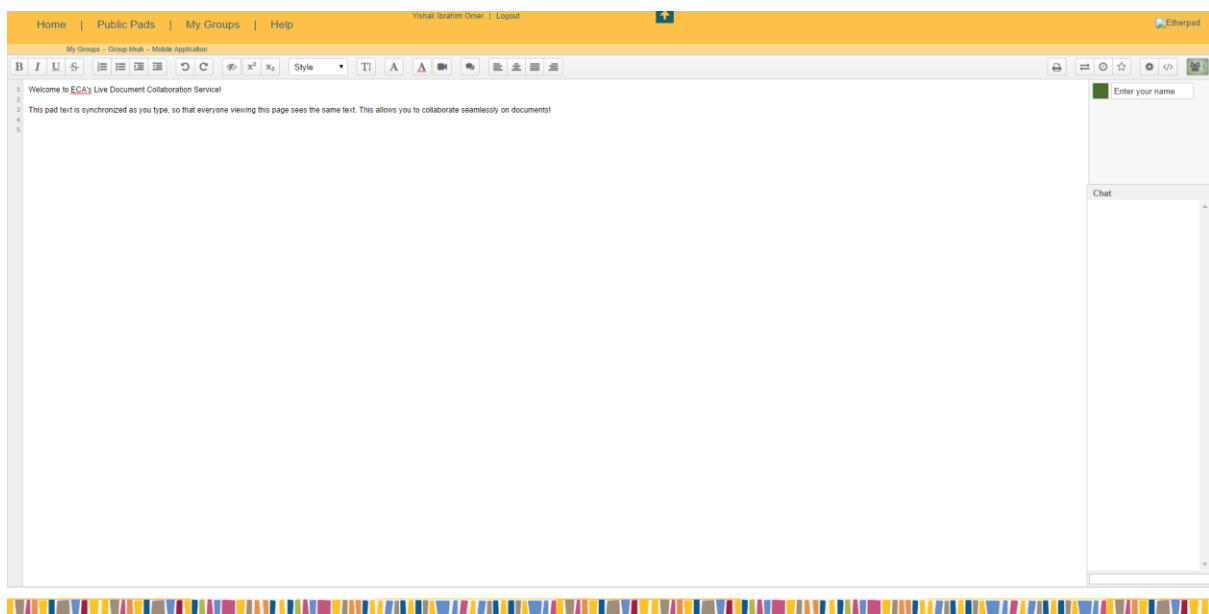 Yishak Ibrahim Omer | Logout
Home | Public Pads | My Groups | Help
Etherpad
My Groups - Group khub - Mobile Application
B I U S x² x₂ Style T A A </>
1 Welcome to ECA's Live Document Collaboration Service!
2
3 This pad text is synchronized as you type, so that everyone viewing this page sees the same text. This allows you to collaborate seamlessly on documents!
4
5
Enter your name
Chat